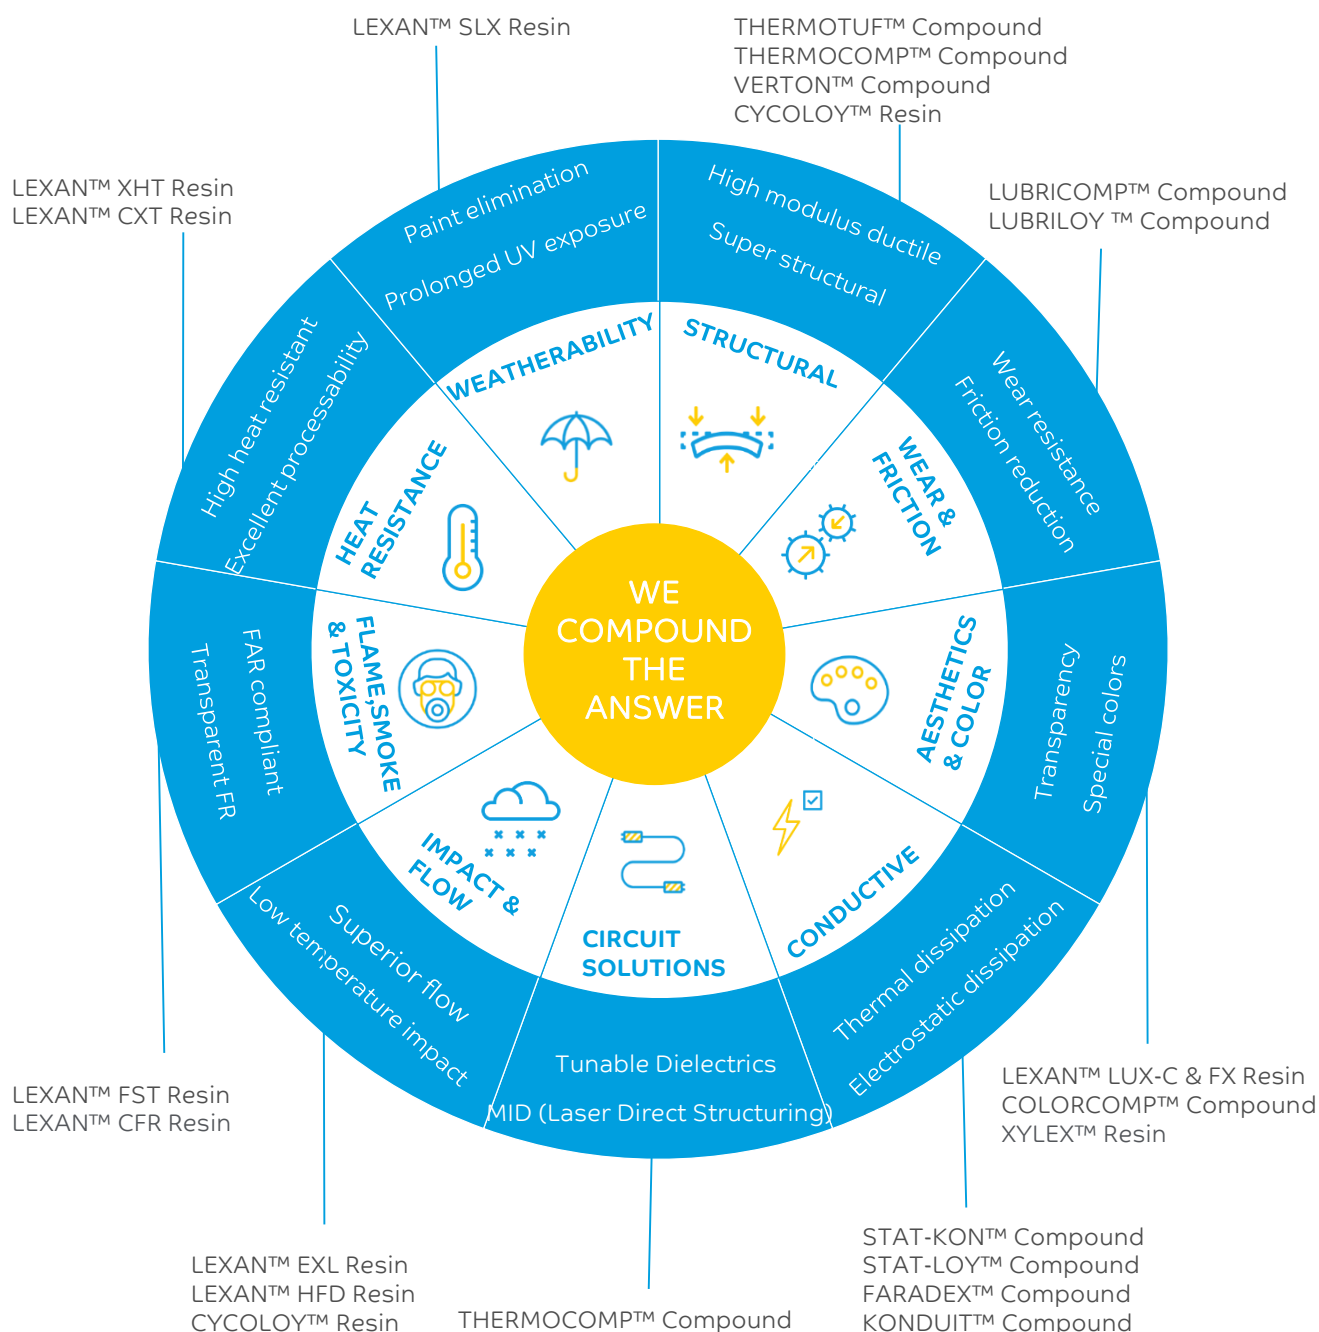 LEXAN™ SLX Resin
THERMOTUF™ Compound
THERMOCOMP™ Compound
VERTON™ Compound
CYCOLOY™ Resin
LEXAN™ XHT Resin
LEXAN™ CXT Resin
LUBRICOMP™ Compound
LUBRILOY ™ Compound
Paint elimination
Prolonged UV exposure
High modulus ductile
Super structural
High heat resistant
Excellent processability
Wear resistance
Friction reduction
WEATHERABILITY
STRUCTURAL
HEAT
RESISTANCE
WEAR &
FRICTION
WE
COMPOUND
THE
ANSWER
FAR compliant
Transparent FR
FLAME,SMOKE
& TOXICITY
AESTHETICS
& COLOR
Transparency
Special colors
IMPACT &
FLOW
CIRCUIT
SOLUTIONS
CONDUCTIVE
Superior flow
Low temperature impact
Tunable Dielectrics
MID (Laser Direct Structuring)
Thermal dissipation
Electrostatic dissipation
LEXAN™ FST Resin
LEXAN™ CFR Resin
LEXAN™ LUX-C & FX Resin
COLORCOMP™ Compound
XYLEX™ Resin
LEXAN™ EXL Resin
LEXAN™ HFD Resin
CYCOLOY™ Resin
THERMOCOMP™ Compound
STAT-KON™ Compound
STAT-LOY™ Compound
FARADEX™ Compound
KONDUIT™ Compound